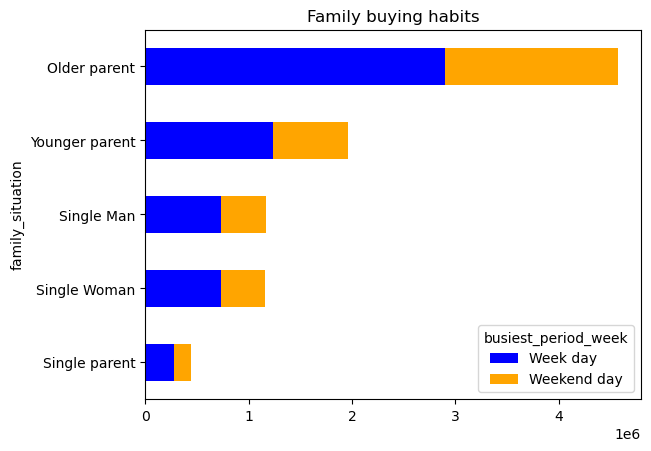 Family buying habits
Older parent
Younger parent
Single Man
Single Woman
Single parent
family_situation
busiest_period_week
Week day
Weekend day
0 1 2 3 4
1e6